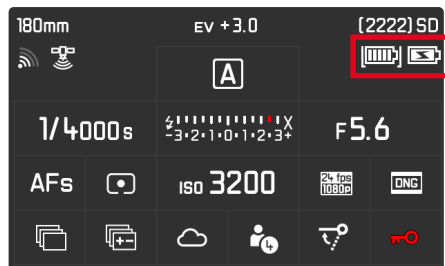 180mm EV +3.0 (2222) SD
A
1/4000s -3•2•1•0•1•2•3+ F5.6
AFs ISO 3200 24 fps 1080P DNG
4